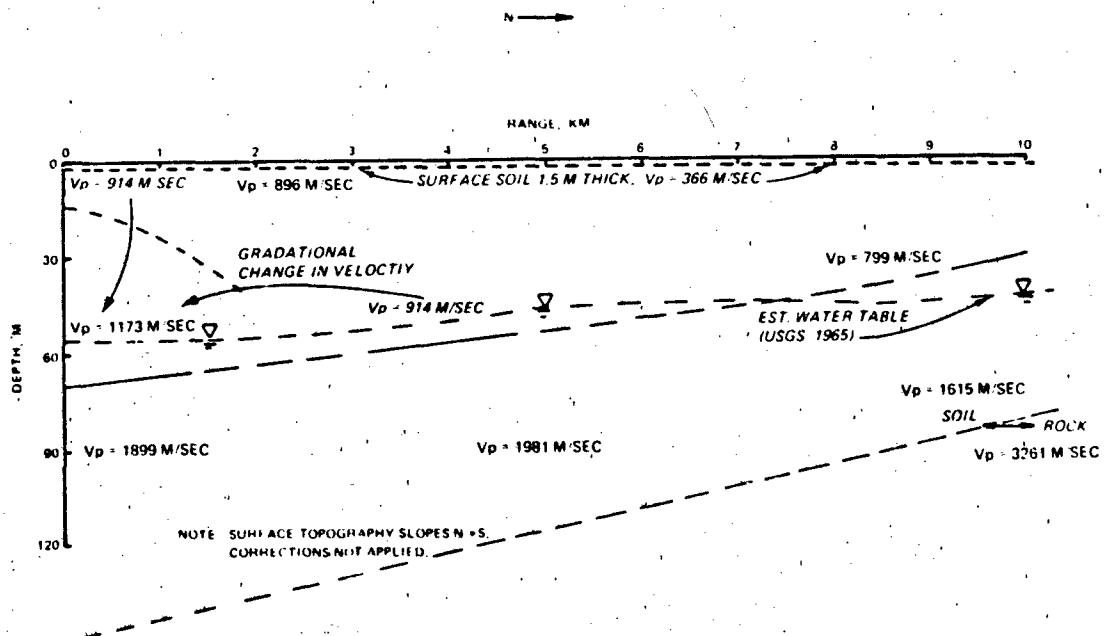 N
RANGE, KM
0 1 2 3 4 5 6 7 8 9 10
0
Vp - 914 M SEC
Vp = 896 M/SEC
SURFACE SOIL 1.5 M THICK, Vp - 366 M/SEC
30
GRADATIONAL
CHANGE IN VELOCTIY
Vp = 799 M/SEC
Vp - 914 M/SEC
Vp = 1173 M/SEC
EST. WATER TABLE
(USGS 1965)
60
DEPTH, M
Vp = 1615 M/SEC
SOIL
ROCK
90
Vp = 1899 M/SEC
Vp = 1981 M/SEC
Vp = 3261 M SEC
120
NOTE SURFACE TOPOGRAPHY SLOPES N S.
CORRECTIONS NOT APPLIED.